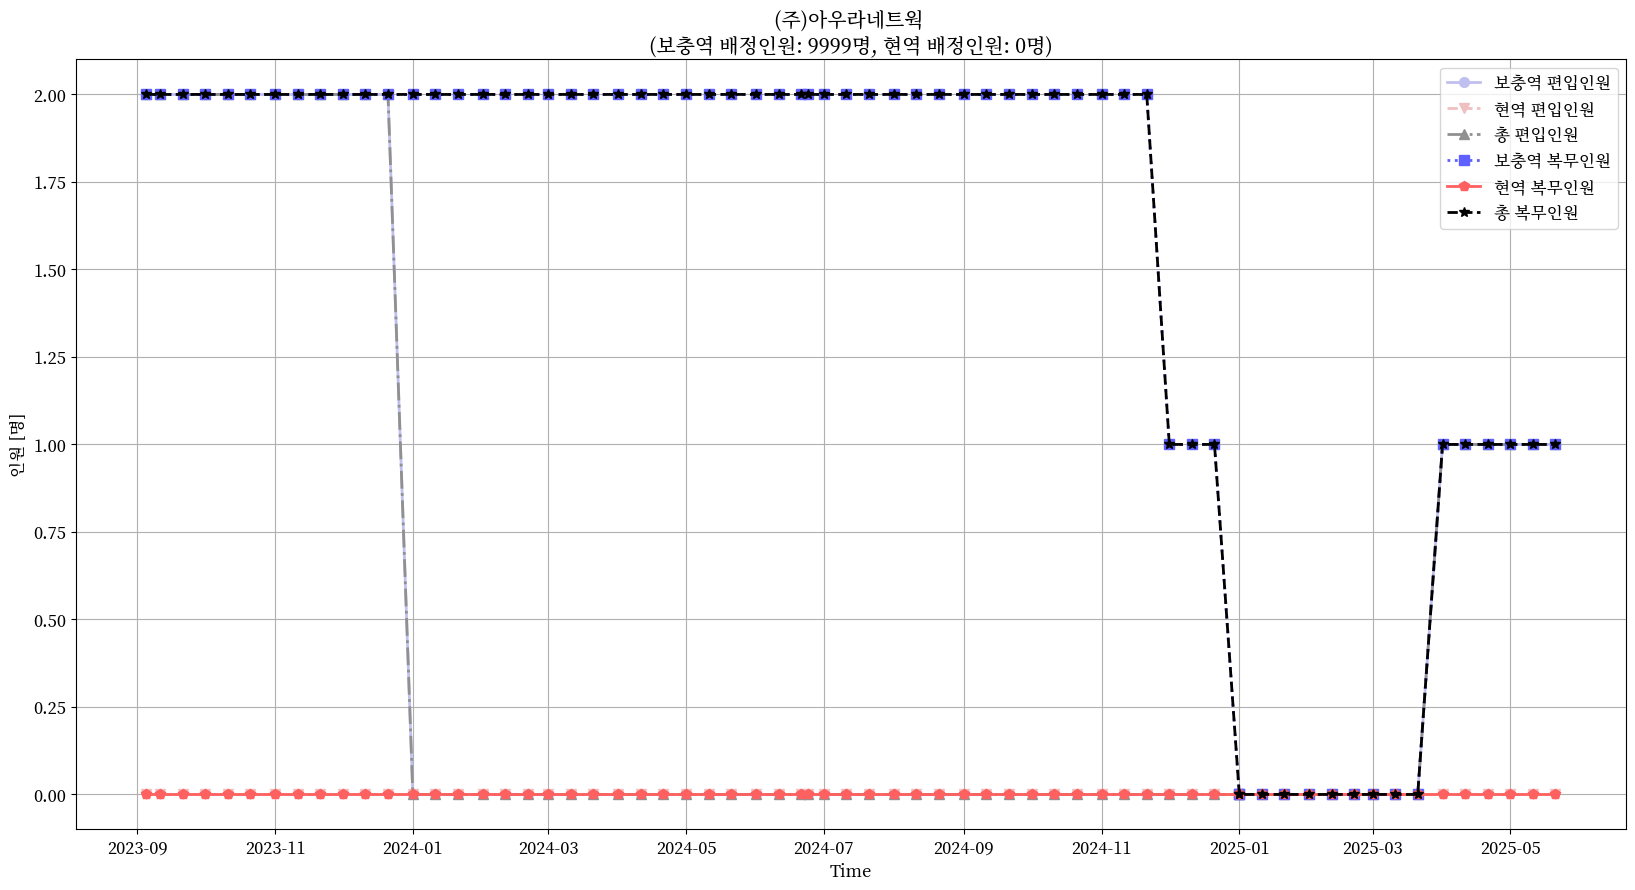 (주)아우라네트웍
(보충역 배정인원: 9999명, 현역 배정인원: 0명)
보충역 편입인원
현역 편입인원
총 편입인원
보충역 복무인원
현역 복무인원
총 복무인원
인원 [명]
2.00
1.75
1.50
1.25
1.00
0.75
0.50
0.25
0.00
2023-09 2023-11 2024-01 2024-03 2024-05 2024-07 2024-09 2024-11 2025-01 2025-03 2025-05
Time